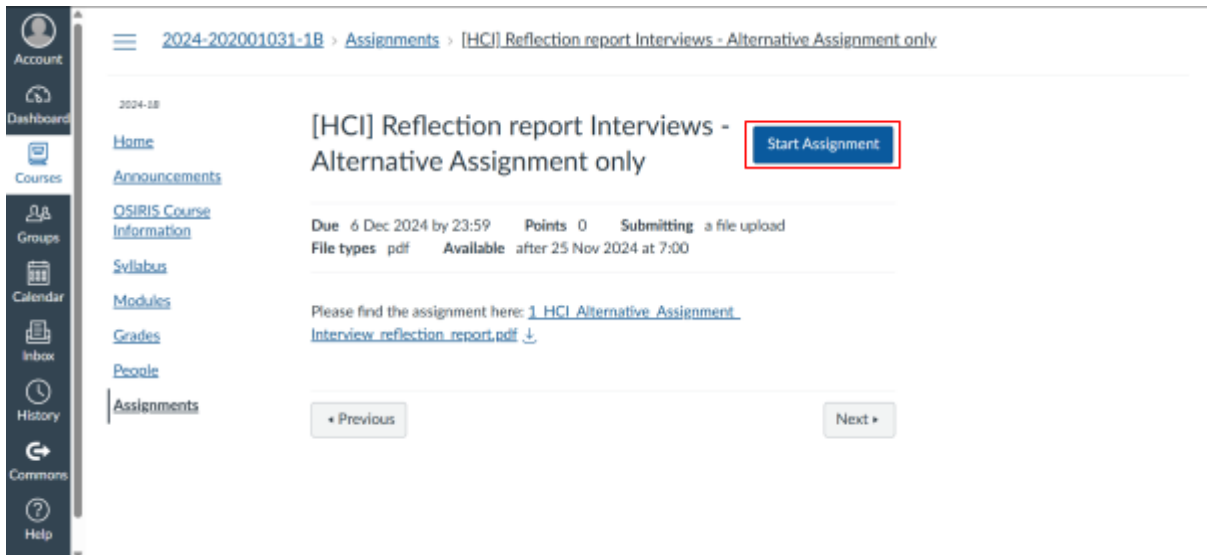 Account
Dashboard
Courses
Groups
Calendar
Inbox
History
Commons
Help
2024-202001031-1B › Assignments › [HCI] Reflection report Interviews - Alternative Assignment only
2024-1B
Home
Announcements
OSIRIS Course
Information
Syllabus
Modules
Grades
People
Assignments
[HCI] Reflection report Interviews -
Alternative Assignment only
Start Assignment
Due 6 Dec 2024 by 23:59 Points 0 Submitting a file upload
File types pdf Available after 25 Nov 2024 at 7:00
Please find the assignment here: 1_HCI_Alternative_Assignment_
Interview_reflection_report.pdf
Previous
Next